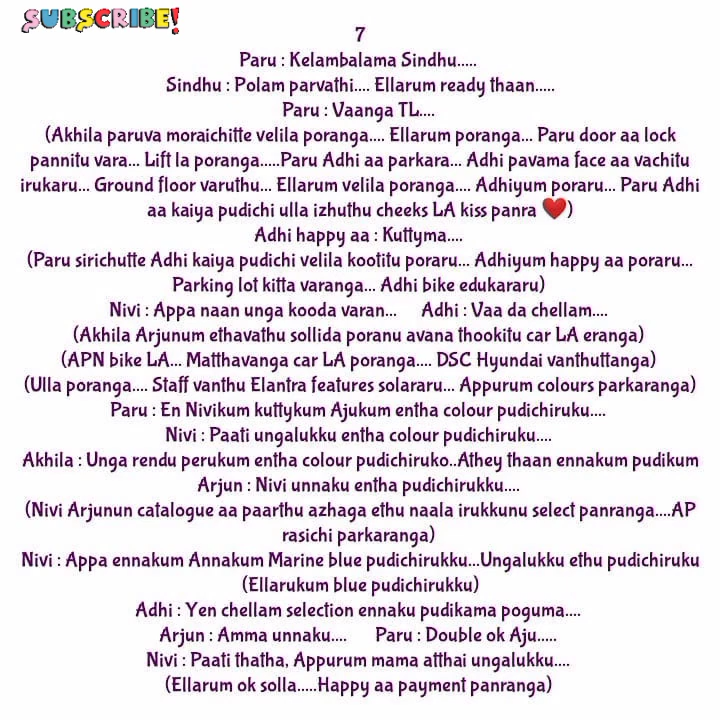 SUBSCRIBE!
7
Paru : Kelambalama Sindhu.....
Sindhu : Polam parvathi.... Ellarum ready thaan.....
Paru : Vaanga TL....
(Akhila paruva moraichitte velila poranga.... Ellarum poranga... Paru door aa lock
pannitu vara... Lift la poranga.....Paru Adhi aa parkara... Adhi pavama face aa vachitu
irukaru... Ground floor varuthu... Ellarum velila poranga.... Adhiyum poraru... Paru Adhi
aa kaiya pudichi ulla izhuthu cheeks LA kiss panra ❤️)
Adhi happy aa : Kuttyma....
(Paru sirichutte Adhi kaiya pudichi velila kootitu poraru... Adhiyum happy aa poraru...
Parking lot kitta varanga... Adhi bike edukararu)
Nivi : Appa naan unga kooda varan... Adhi : Vaa da chellam....
(Akhila Arjunum ethavathu sollida poranu avana thookitu car LA eranga)
(APN bike LA... Matthavanga car LA poranga.... DSC Hyundai vanthuttanga)
(Ulla poranga.... Staff vanthu Elantra features solararu... Appurum colours parkaranga)
Paru : En Nivikum kuttykum Ajukum entha colour pudichiruku....
Nivi : Paati ungalukku entha colour pudichiruku....
Akhila : Unga rendu perukum entha colour pudichiruko..Athey thaan ennakum pudikum
Arjun : Nivi unnaku entha pudichirukku....
(Nivi Arjunun catalogue aa paarthu azhaga ethu naala irukkunu select panranga....AP
rasichi parkaranga)
Nivi : Appa ennakum Annakum Marine blue pudichirukku...Ungalukku ethu pudichiruku
(Ellarukum blue pudichirukku)
Adhi : Yen chellam selection ennaku pudikama poguma....
Arjun : Amma unnaku.... Paru : Double ok Aju.....
Nivi : Paati thatha, Appurum mama atthai ungalukku....
(Ellarum ok solla.....Happy aa payment panranga)